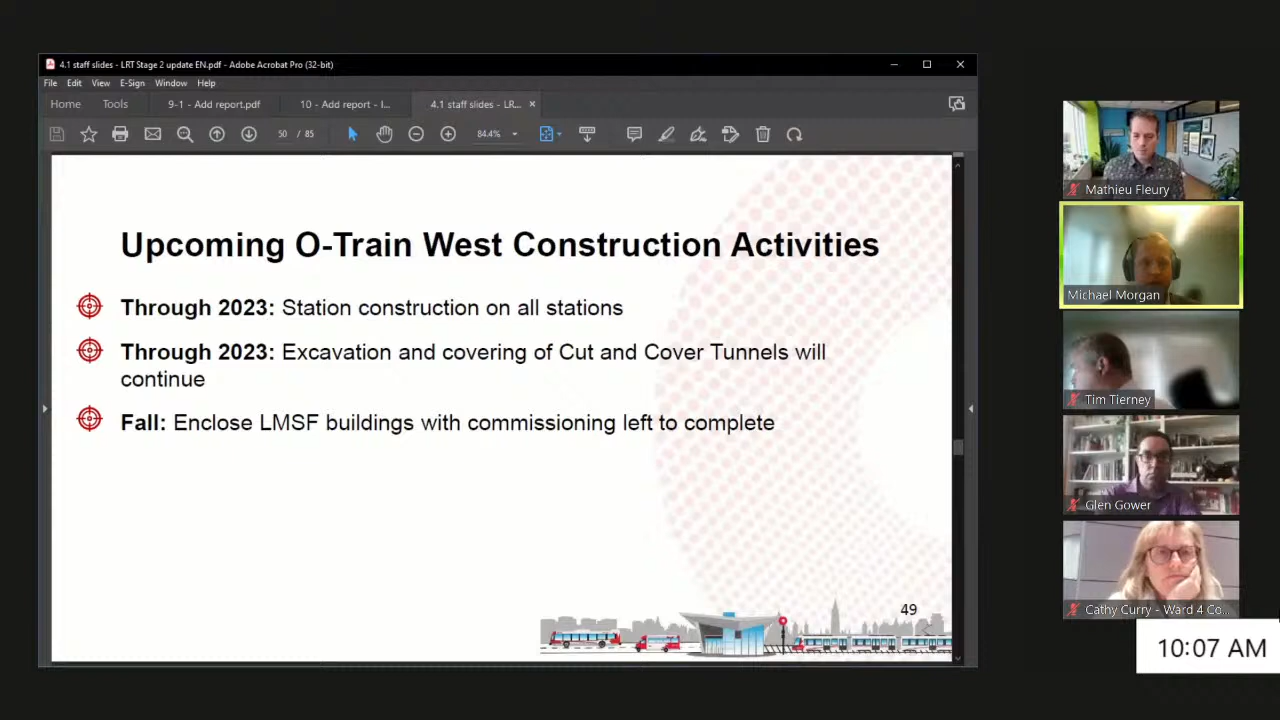 4.1 staff slides - LRT Stage 2 update EN.pdf - Adobe Acrobat Pro (32-bit)
File Edit View E-Sign Window Help
Home Tools 9-1 - Add report.pdf 10 - Add report - I... 4.1 staff slides - LR...
50 / 85 84.4%
Upcoming O-Train West Construction Activities
Through 2023: Station construction on all stations
Through 2023: Excavation and covering of Cut and Cover Tunnels will
continue
Fall: Enclose LMSF buildings with commissioning left to complete
49
Mathieu Fleury
Michael Morgan
Tim Tierney
Glen Gower
Cathy Curry - Ward 4 Co...
10:07 AM